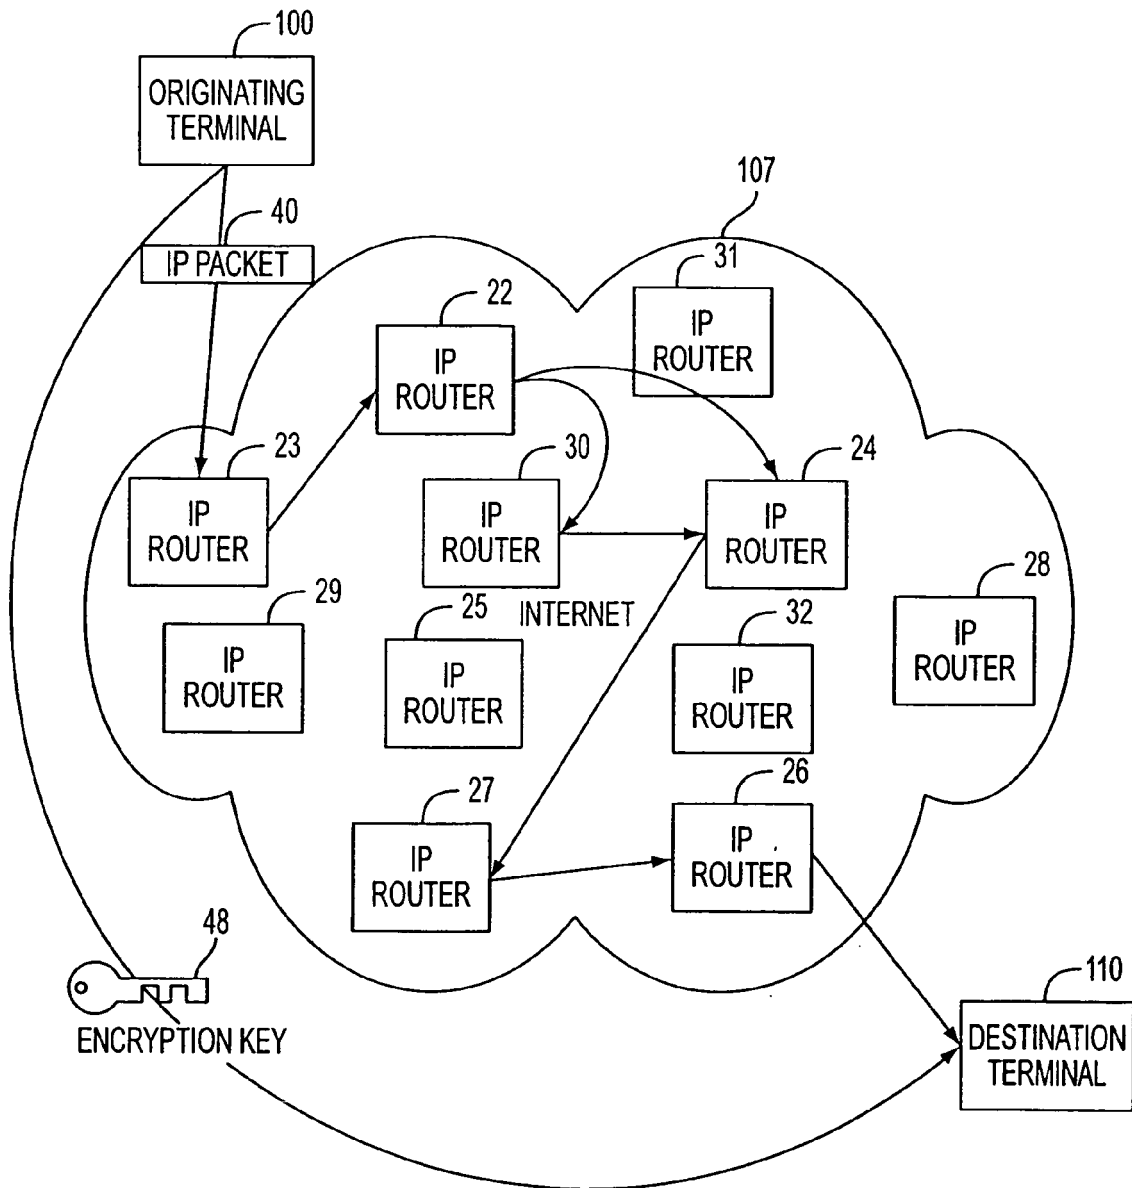 100
ORIGINATING
TERMINAL
40
IP PACKET
107
31
IP
ROUTER
22
IP
ROUTER
23
IP
ROUTER
30
IP
ROUTER
24
IP
ROUTER
INTERNET
29
IP
ROUTER
25
IP
ROUTER
32
IP
ROUTER
28
IP
ROUTER
27
IP
ROUTER
26
IP
ROUTER
48
ENCRYPTION KEY
110
DESTINATION
TERMINAL